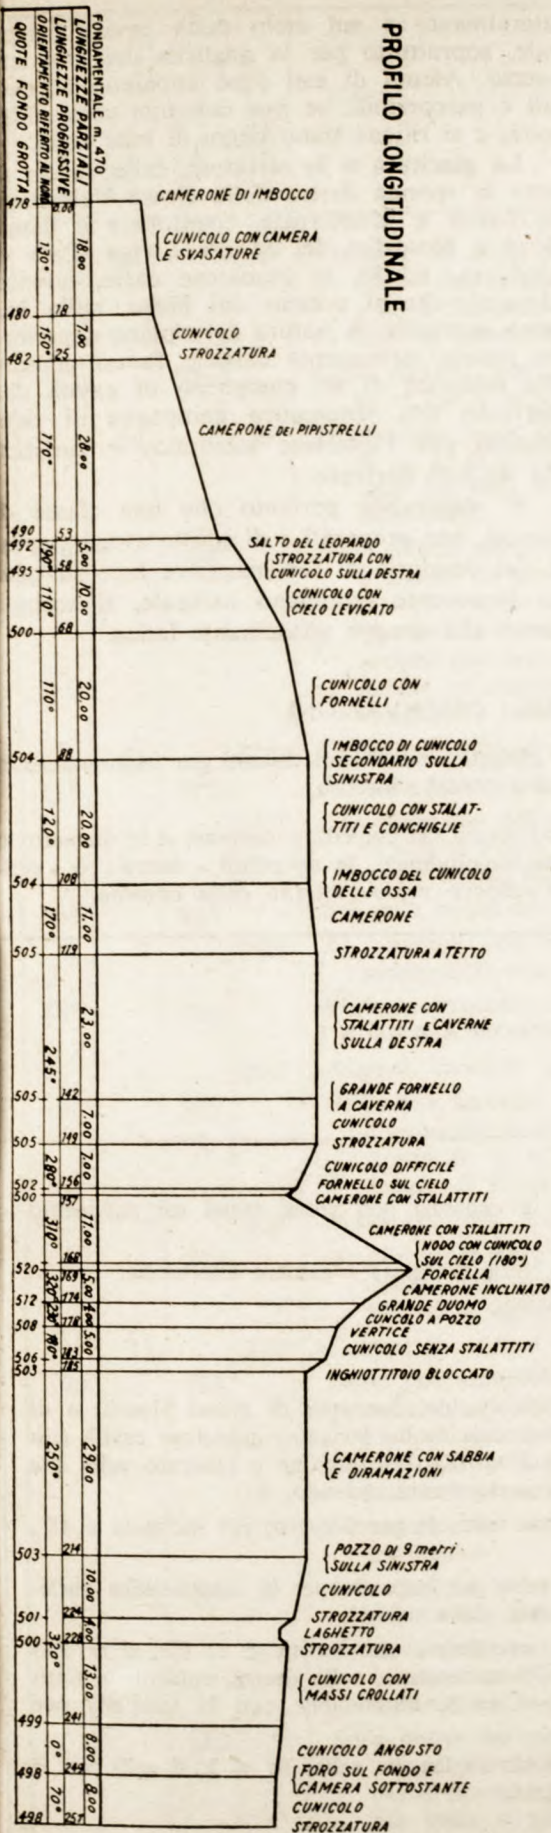 PROFILO LONGITUDINALE
FONDAMENTALE m. 470
LUNGHEZZE PARZIALI
LUNGHEZZE PROGRESSIVE
ORIENTAMENTO RIFERITO AL NORD
QUOTE FONDO GROTTA
478 0.00 CAMERONE DI IMBOCCO
130° 18.00 CUNICOLO CON CAMERA
E SVASATURE
480 18
150° 7.00 CUNICOLO
482 25 STROZZATURA
170° 28.00 CAMERONE DEI PIPISTRELLI
490 53
492 SALTO DEL LEOPARDO
190° 5.00 STROZZATURA CON
495 58 CUNICOLO SULLA DESTRA
110° 10.00 CUNICOLO CON
CIELO LEVIGATO
500 68
110° 20.00 CUNICOLO CON
FORNELLI
504 88 IMBOCCO DI CUNICOLO
SECONDARIO SULLA
SINISTRA
120° 20.00 CUNICOLO CON STALAT-
TITI E CONCHIGLIE
504 108 IMBOCCO DEL CUNICOLO
DELLE OSSA
170° 11.00 CAMERONE
505 119 STROZZATURA A TETTO
23.00 CAMERONE CON
STALATTITI E CAVERNE
SULLA DESTRA
245°
505 142 GRANDE FORNELLO
A CAVERNA
7.00 CUNICOLO
505 149 STROZZATURA
280° 7.00 CUNICOLO DIFFICILE
502 156 FORNELLO SUL CIELO
500 157 CAMERONE CON STALATTITI
310° 11.00 CAMERONE CON STALATTITI
NODO CON CUNICOLO
168 SUL CIELO (180°)
520 169 FORCELLA
320° 5.00 CAMERONE INCLINATO
512 174 GRANDE DUOMO
4.00 CUNCOLO A POZZO
508 178 VERTICE
180° 5.00 CUNICOLO SENZA STALATTITI
506 183
503 185 INGHIOTTITOIO BLOCCATO
250° 29.00 CAMERONE CON SABBIA
E DIRAMAZIONI
503 214 POZZO DI 9 metri
SULLA SINISTRA
10.00 CUNICOLO
501 224 STROZZATURA
4.00 LAGHETTO
500 228 STROZZATURA
320° 13.00 CUNICOLO CON
MASSI CROLLATI
499 241
0° 8.00 CUNICOLO ANGUSTO
498 249 FORO SUL FONDO E
CAMERA SOTTOSTANTE
70° 8.00 CUNICOLO
498 257 STROZZATURA